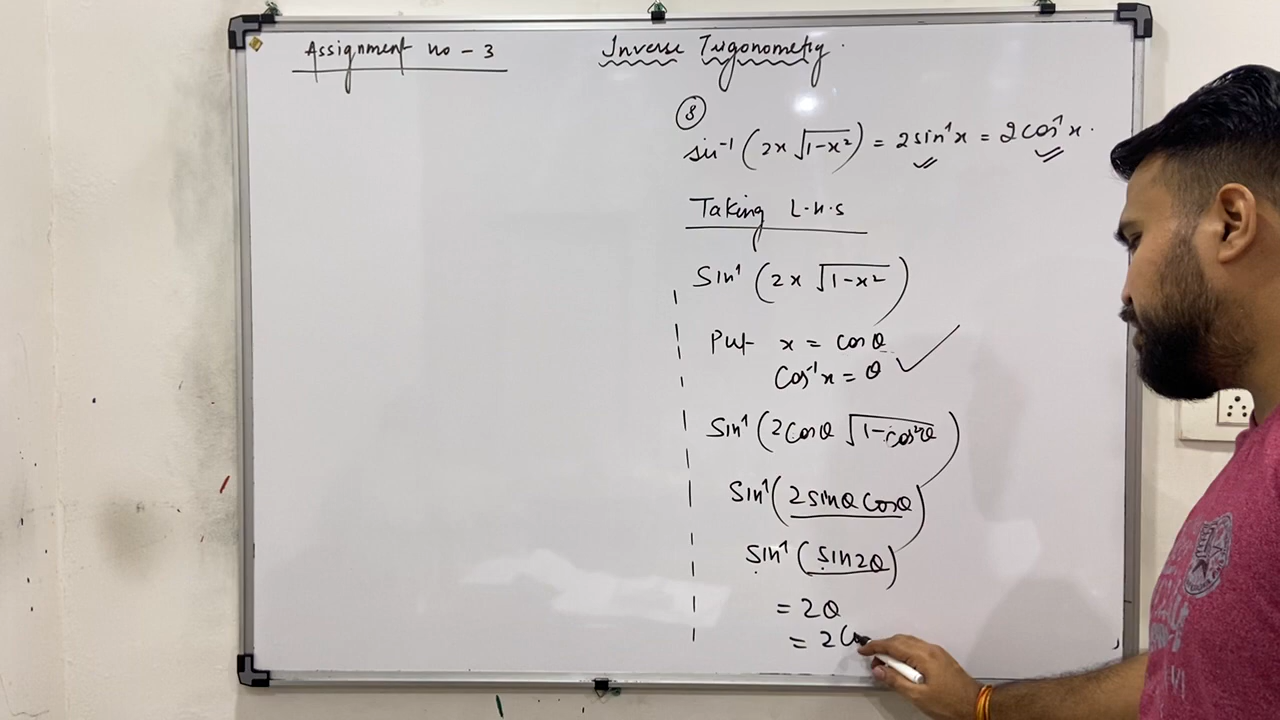 Assignment no - 3
Inverse Trigonometry.
8
sin⁻¹ (2x √1-x²) = 2sin⁻¹x = 2cos⁻¹x.
Taking L.H.S
Sin⁻¹ (2x √1-x²)
Put x = cosθ
Cos⁻¹x = θ
Sin⁻¹ (2cosθ √1-cos²θ)
Sin⁻¹ (2sinθ cosθ)
Sin⁻¹ (Sin2θ)
= 2θ
= 2Co